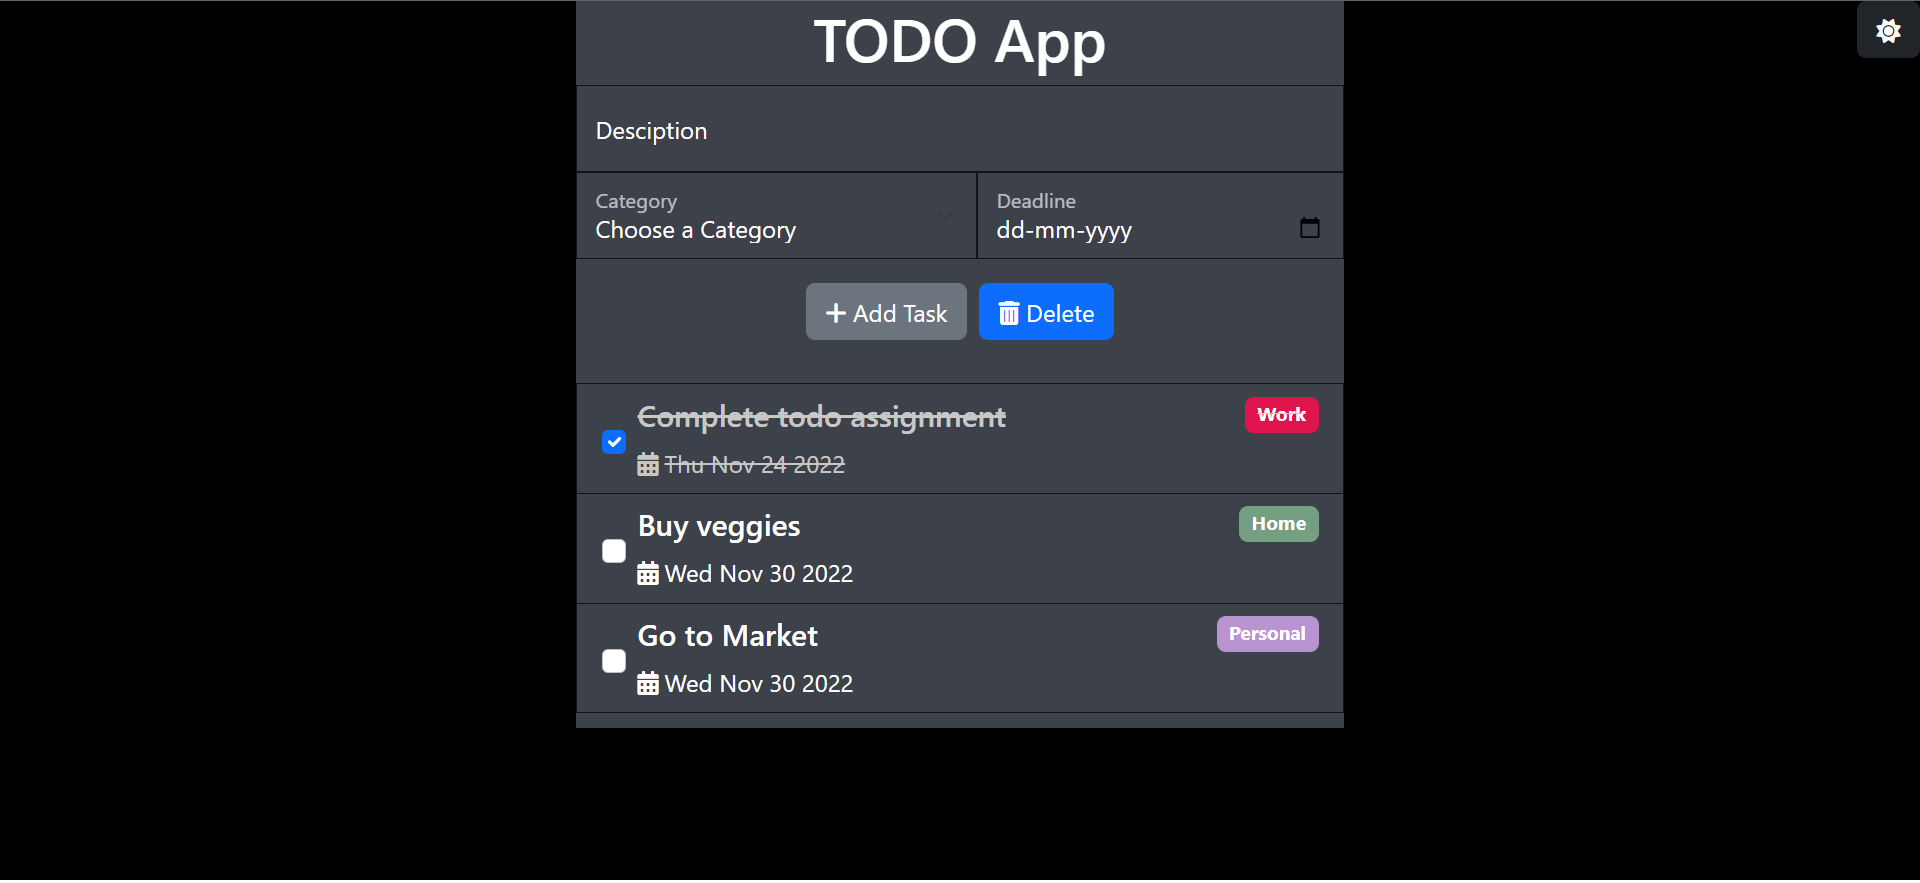 TODO App
Desciption
Category
Choose a Category
Deadline
dd-mm-yyyy
Add Task
Delete
Complete todo assignment
Work
Thu Nov 24 2022
Buy veggies
Home
Wed Nov 30 2022
Go to Market
Personal
Wed Nov 30 2022